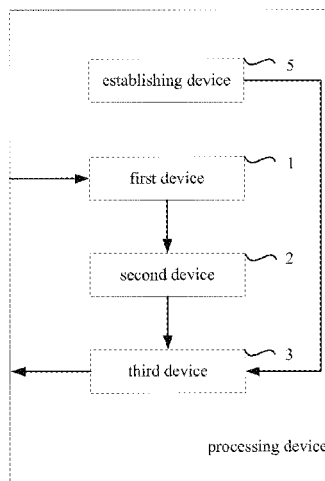 5
establishing device
1
first device
2
second device
3
third device
processing device